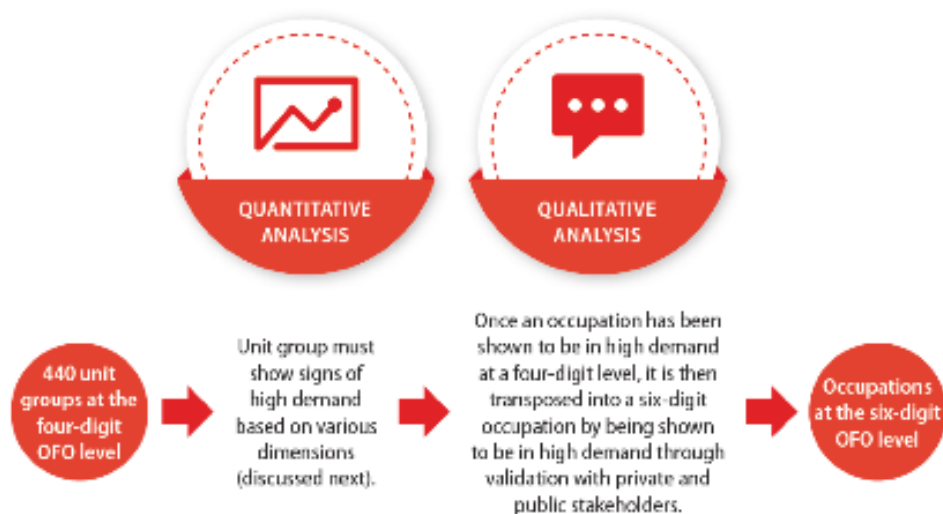 QUANTITATIVE
ANALYSIS
QUALITATIVE
ANALYSIS
440 unit
groups at the
four-digit
OFO level
Unit group must
show signs of
high demand
based on various
dimensions
(discussed next).
Once an occupation has been
shown to be in high demand
at a four-digit level, it is then
transposed into a six-digit
occupation by being shown
to be in high demand through
validation with private and
public stakeholders.
Occupations
at the six-digit
OFO level